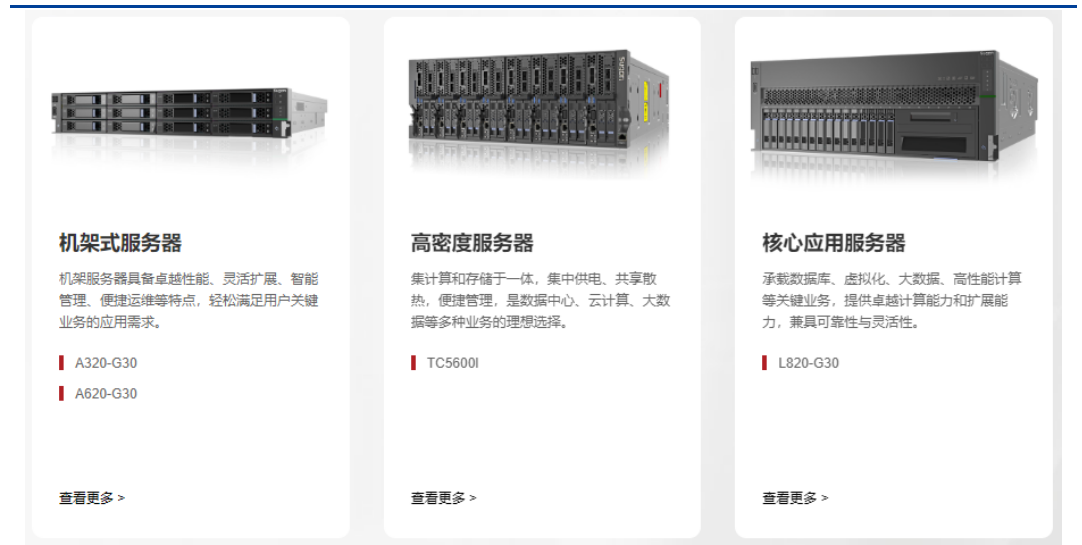 机架式服务器
机架服务器具备卓越性能、灵活扩展、智能
管理、便捷运维等特点，轻松满足用户关键
业务的应用需求。
A320-G30
A620-G30
查看更多 >
高密度服务器
集计算和存储于一体，集中供电、共享散
热，便捷管理，是数据中心、云计算、大数
据等多种业务的理想选择。
TC5600I
查看更多 >
核心应用服务器
承载数据库、虚拟化、大数据、高性能计算
等关键业务，提供卓越计算能力和扩展能
力，兼具可靠性与灵活性。
L820-G30
查看更多 >